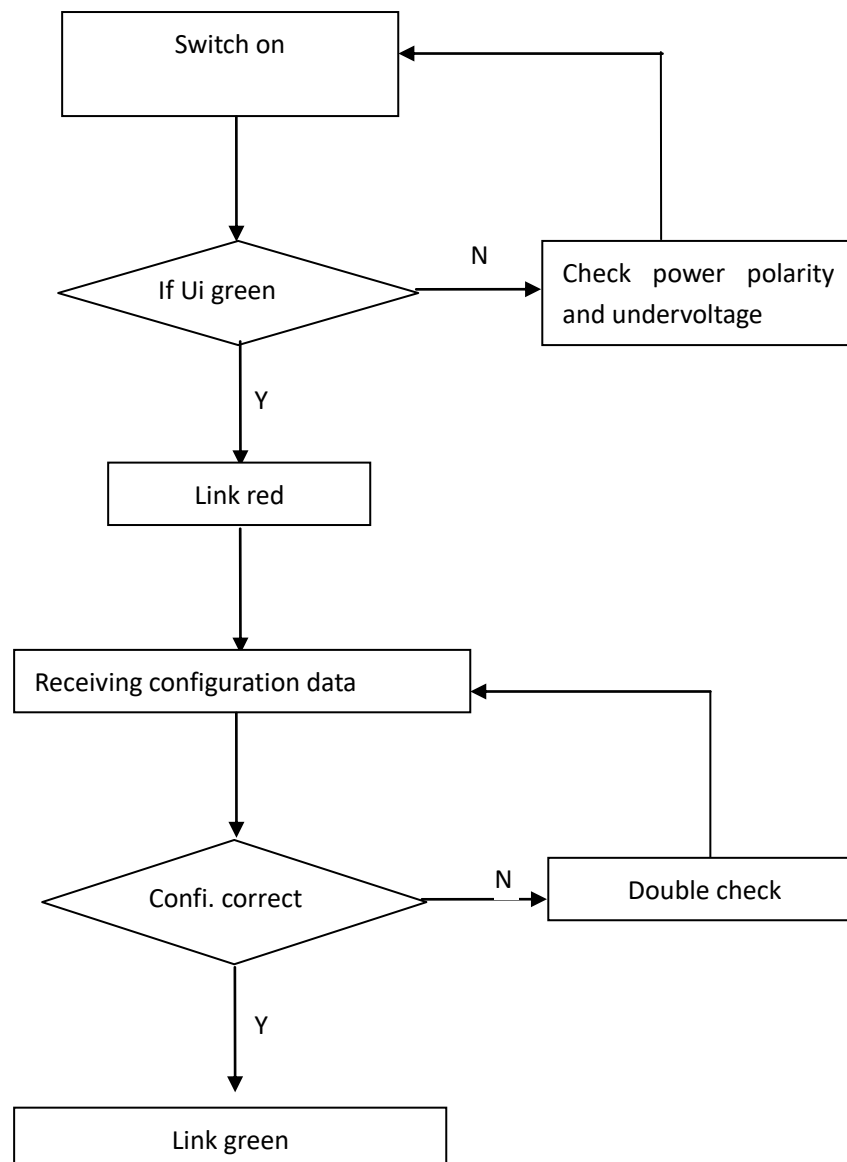 Switch on
If Ui green
N
Check power polarity
and undervoltage
Y
Link red
Receiving configuration data
Confi. correct
N
Double check
Y
Link green